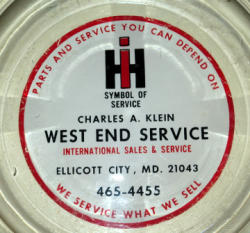 PARTS AND SERVICE YOU CAN DEPEND ON
IH
SYMBOL OF
SERVICE
CHARLES A. KLEIN
WEST END SERVICE
INTERNATIONAL SALES & SERVICE
ELLICOTT CITY, MD. 21043
465-4455
WE SERVICE WHAT WE SELL